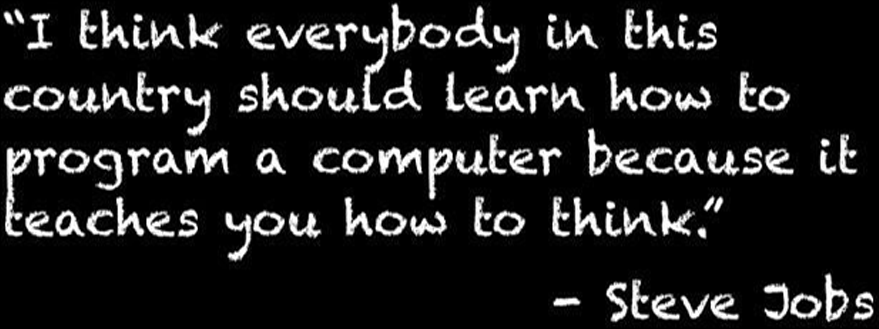 “I think everybody in this
country should learn how to
program a computer because it
teaches you how to think.”
- Steve Jobs